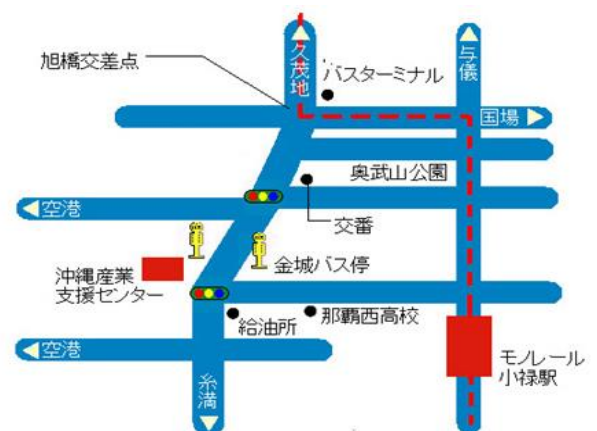 久茂地
与儀
旭橋交差点
バスターミナル
国場
奥武山公園
空港
交番
金城バス停
沖縄産業
支援センター
給油所
那覇西高校
空港
モノレール
小禄駅
糸満